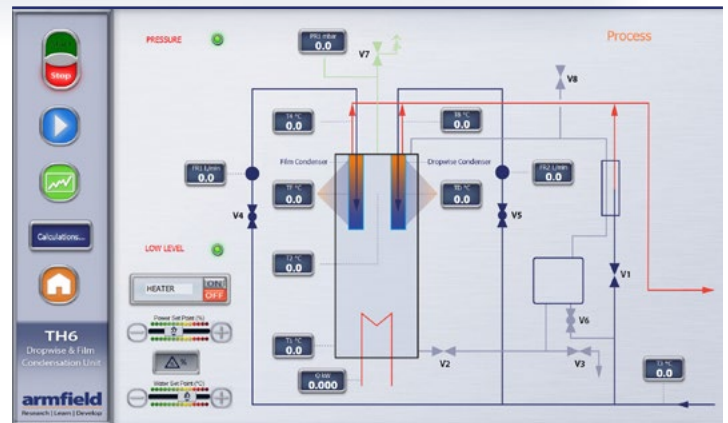 Stop
Calculations...
TH6
Dropwise & Film
Condensation Unit
armfield
Research | Learn | Develop
PRESSURE
PR1 mbar
0.0
V7
Process
V8
T4 °C
0.0
T8 °C
0.0
Film Condenser
Dropwise Condenser
FR1 L/min
0.0
FR2 L/min
0.0
TF °C
0.0
TD °C
0.0
V4
V5
LOW LEVEL
T2 °C
0.0
V1
HEATER
ON
OFF
V6
Power Set Point (%)
%
T1 °C
0.0
V2
V3
T3 °C
0.0
Q kW
0.000
Water Set Point (°C)